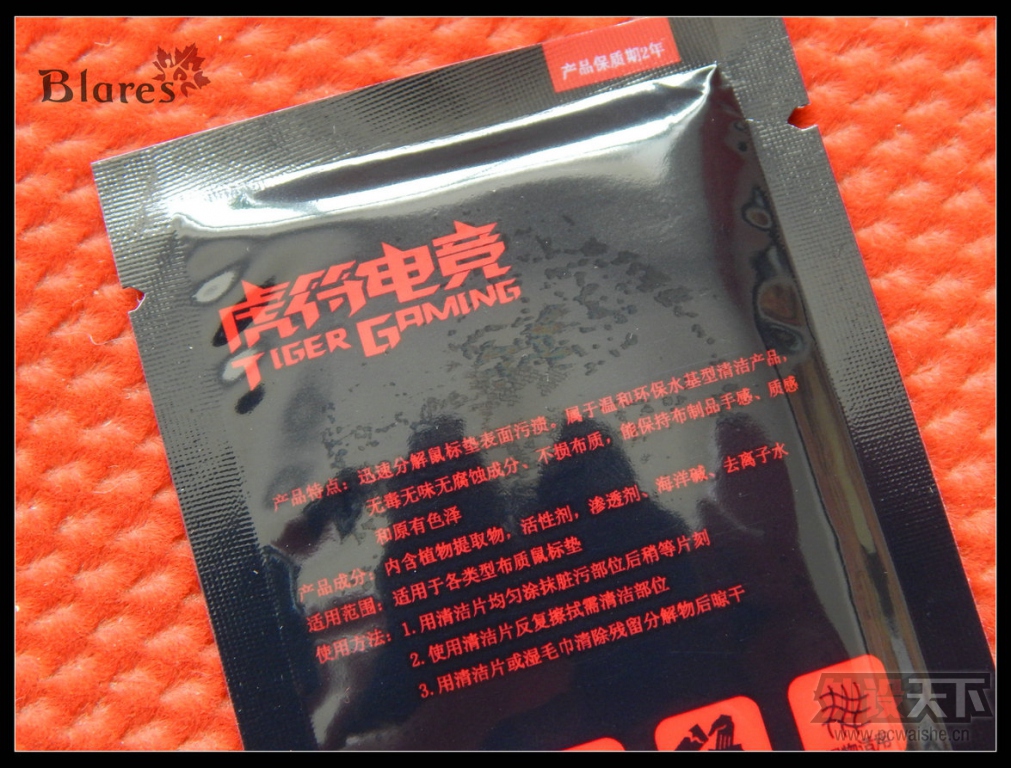 Blares
产品保质期2年
虎符电竞
TIGER GAMING
产品特点：迅速分解鼠标垫表面污渍。属于温和环保水基型清洁产品，
无毒无味无腐蚀成分、不损布质，能保持布制品手感、质感
和原有色泽
产品成分：内含植物提取物，活性剂，渗透剂、海洋碱、去离子水
适用范围：适用于各类型布质鼠标垫
使用方法：1.用清洁片均匀涂抹脏污部位后稍等片刻
2.使用清洁片反复擦拭需清洁部位
3.用清洁片或湿毛巾清除残留分解物后晾干
外设天下
www.pcwaishe.cn